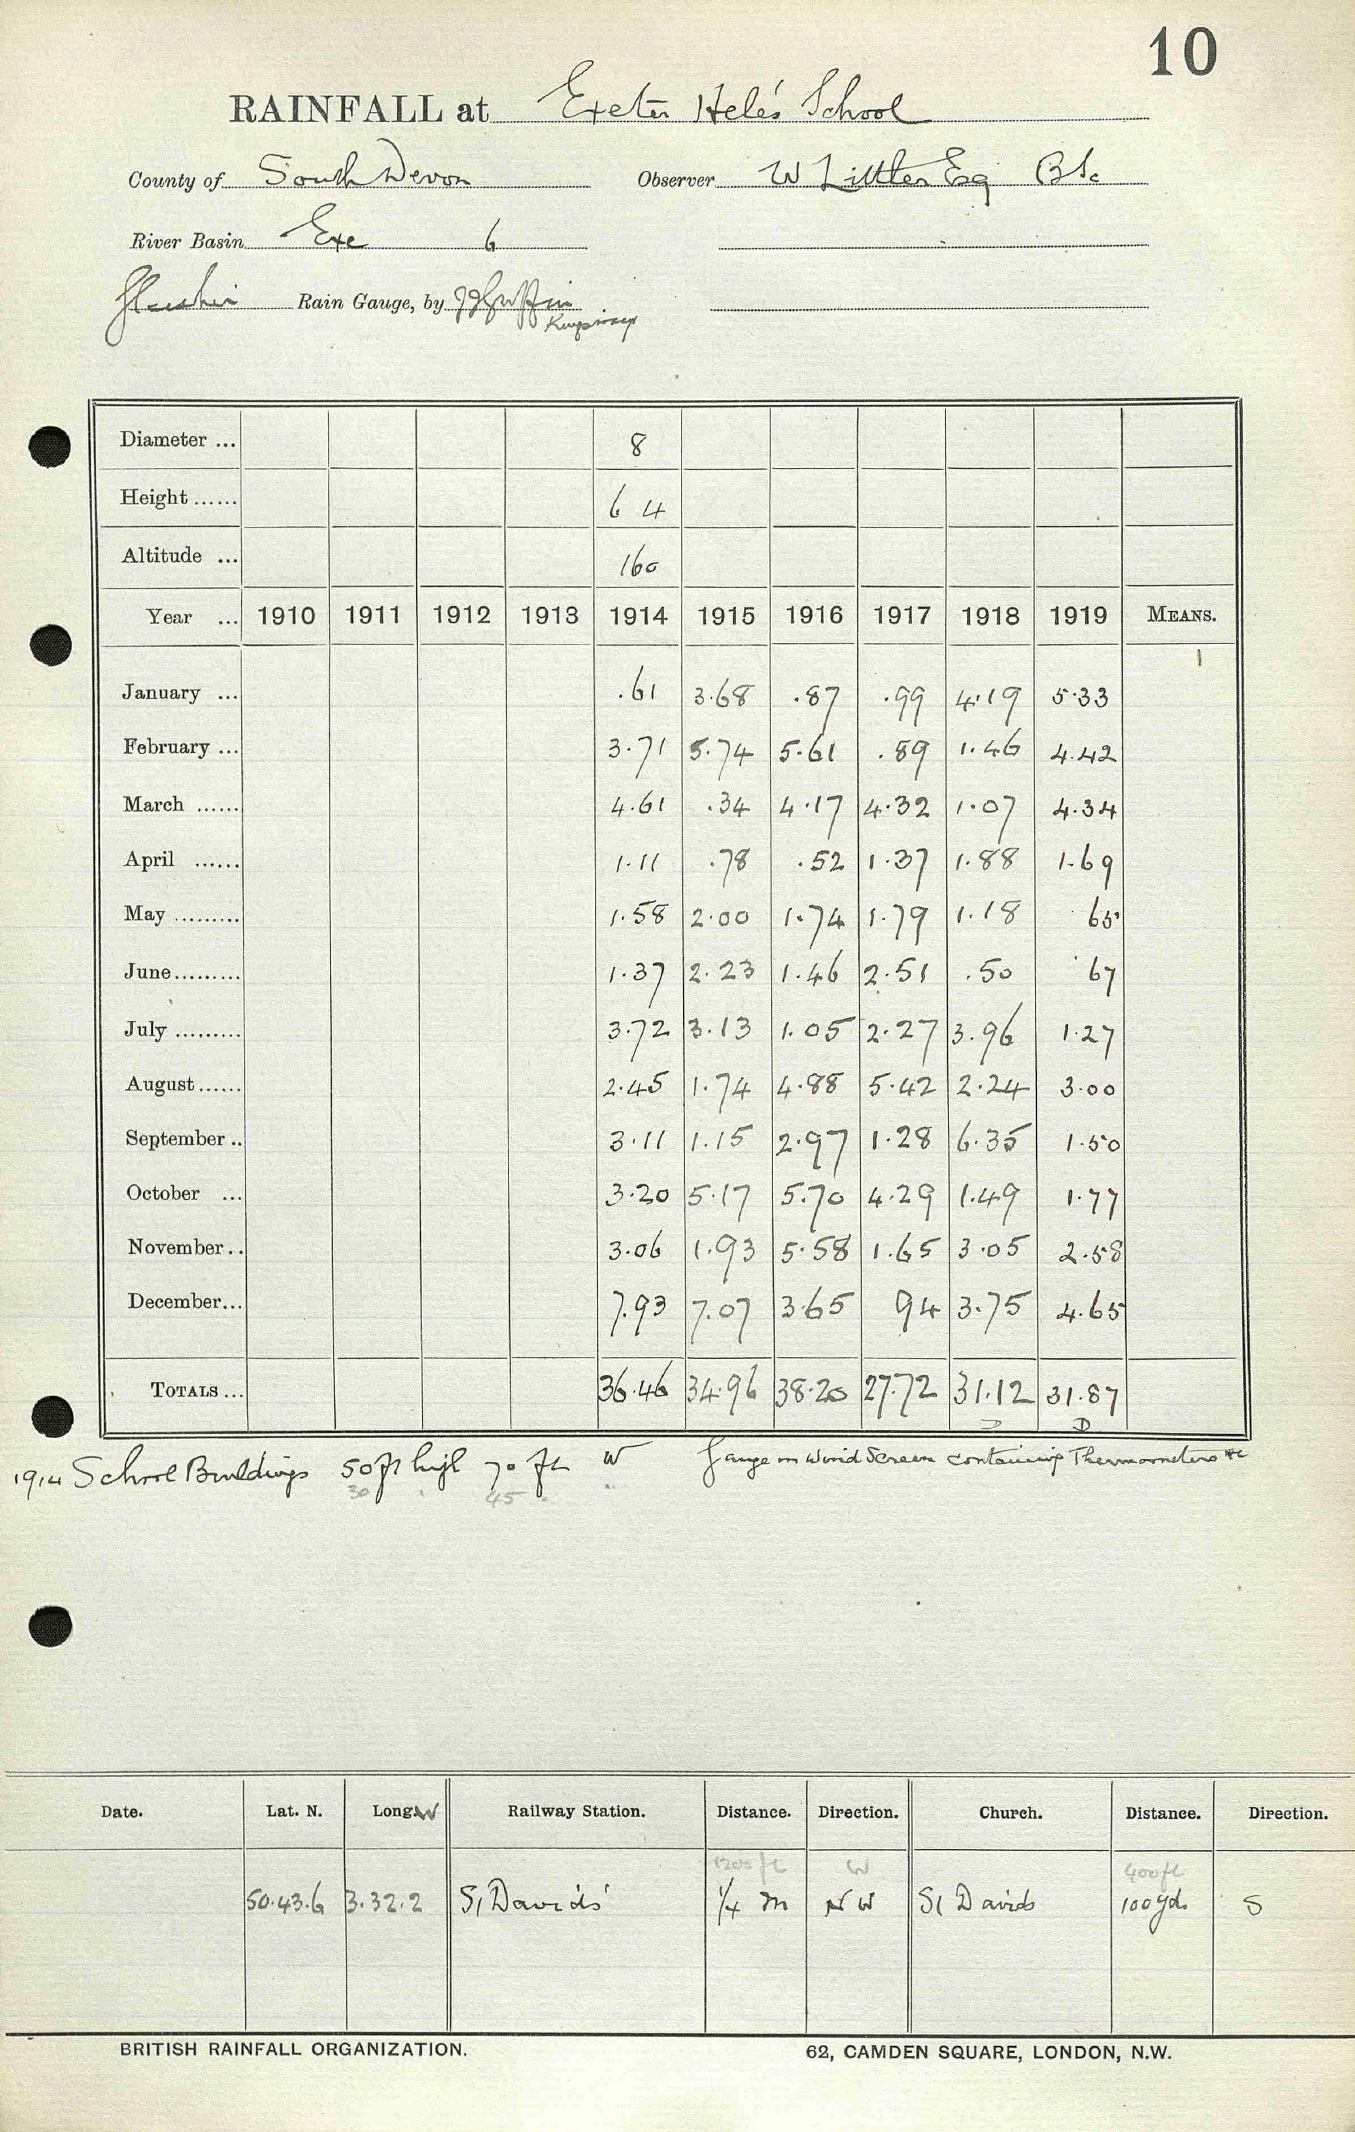 10
RAINFALL at Exeter Hele's School
County of South Devon Observer W Littler Esq B Sc
River Basin Exe 6
Rain Gauge, by J J Griffin
Diameter ... 8
Height ...... 6 4
Altitude ... 160
Year ... 1910 1911 1912 1913 1914 1915 1916 1917 1918 1919 MEANS.
January ... .61 3.68 .87 .99 4.19 5.33
February ... 3.71 5.74 5.61 .89 1.46 4.42
March ...... 4.61 .34 4.17 4.32 1.07 4.34
April ...... 1.11 .78 .52 1.37 1.88 1.69
May ......... 1.58 2.00 1.74 1.79 1.18 .65
June ......... 1.37 2.23 1.46 2.51 .50 .67
July ......... 3.72 3.13 1.05 2.27 3.96 1.27
August ...... 2.45 1.74 4.88 5.42 2.24 3.00
September .. 3.11 1.15 2.97 1.28 6.35 1.50
October ... 3.20 5.17 5.70 4.29 1.49 1.77
November .. 3.06 1.93 5.58 1.65 3.05 2.58
December ... 7.93 7.07 3.65 94 3.75 4.65
TOTALS ... 36.46 34.96 38.20 27.72 31.12 31.87
D D
1914 School Buildings 50 ft high 70 ft W Gauge on Wind Screen containing Thermometers &c
30 " 45 " "
Date. Lat. N. Long. W Railway Station. Distance. Direction. Church. Distance. Direction.
1200 ft W 400 ft
50.43.6 3.32.2 St Davids' 1/4 m NW St Davids 100 yds S
BRITISH RAINFALL ORGANIZATION. 62, CAMDEN SQUARE, LONDON, N.W.